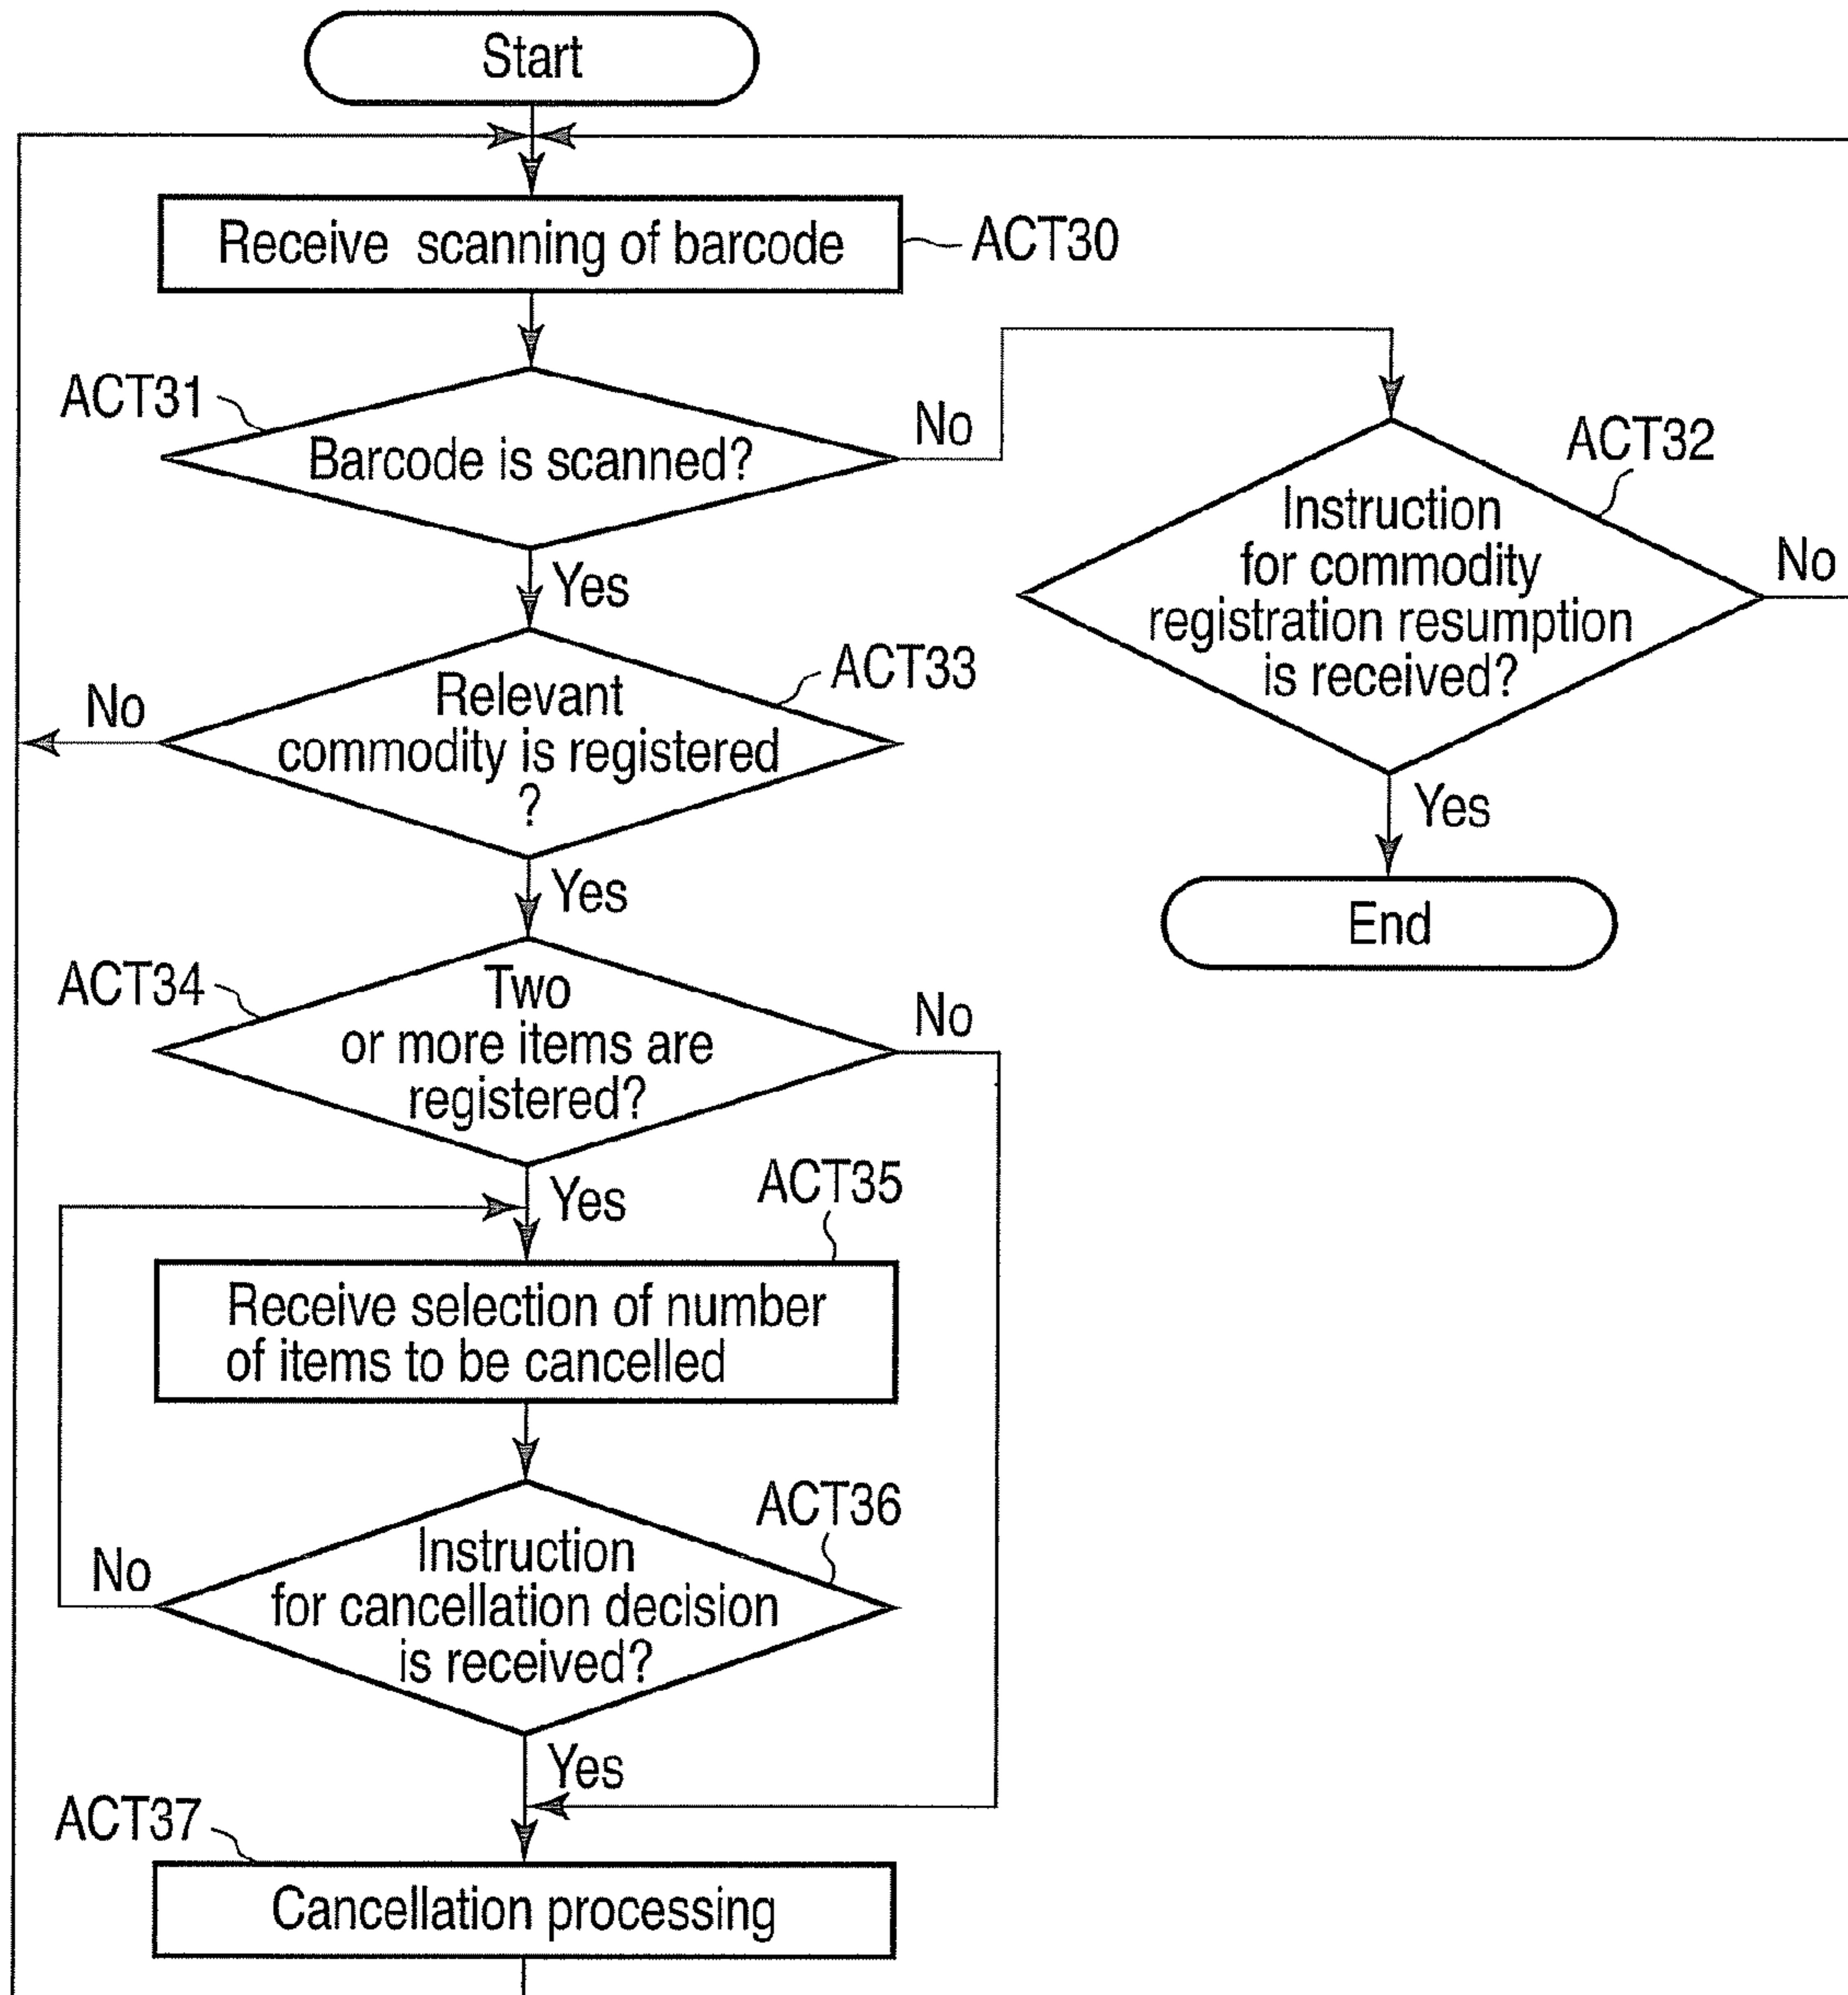 Start
Receive scanning of barcode
ACT30
ACT31
Barcode is scanned?
No
Yes
ACT32
Instruction
for commodity
registration resumption
is received?
No
Yes
End
ACT33
Relevant
commodity is registered
?
No
Yes
ACT34
Two
or more items are
registered?
No
Yes
ACT35
Receive selection of number
of items to be cancelled
ACT36
Instruction
for cancellation decision
is received?
No
Yes
ACT37
Cancellation processing